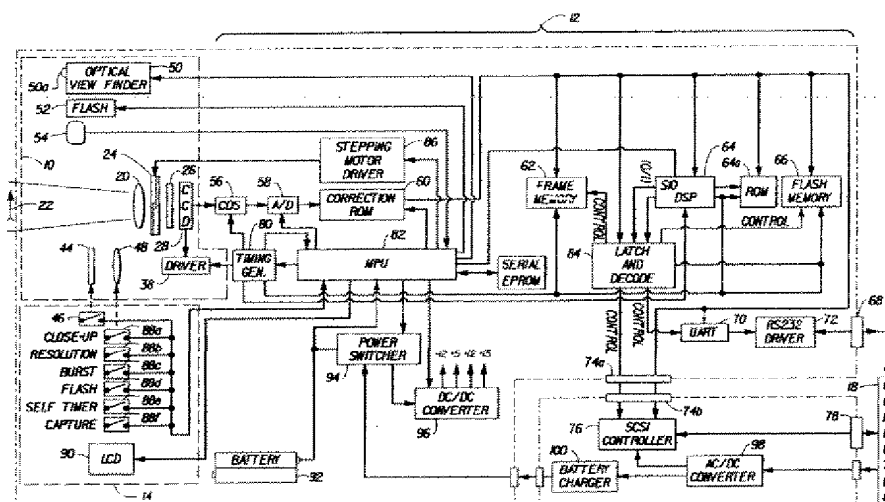 12
OPTICAL
VIEW FINDER
50
50a
FLASH
52
54
24
10
20
26
22
CCD
28
44
48
38
DRIVER
56
CDS
58
A/D
STEPPING
MOTOR
DRIVER
86
60
CORRECTION
ROM
80
TIMING
GEN.
82
MPU
SERIAL
EPROM
62
FRAME
MEMORY
CONTROL
64
SIO
DSP
64a
ROM
66
FLASH
MEMORY
CONTROL
84
LATCH AND
DECODE
CONTROL
CONTROL
68
UART
70
RS232
DRIVER
72
46
CLOSE-UP
88a
RESOLUTION
88b
BURST
88c
FLASH
88d
SELF TIMER
88e
CAPTURE
88f
90
LCD
14
POWER
SWITCHER
94
DC/DC
CONVERTER
96
BATTERY
92
74a
74b
76
SCSI
CONTROLLER
78
18
100
BATTERY
CHARGER
AC/DC
CONVERTER
98